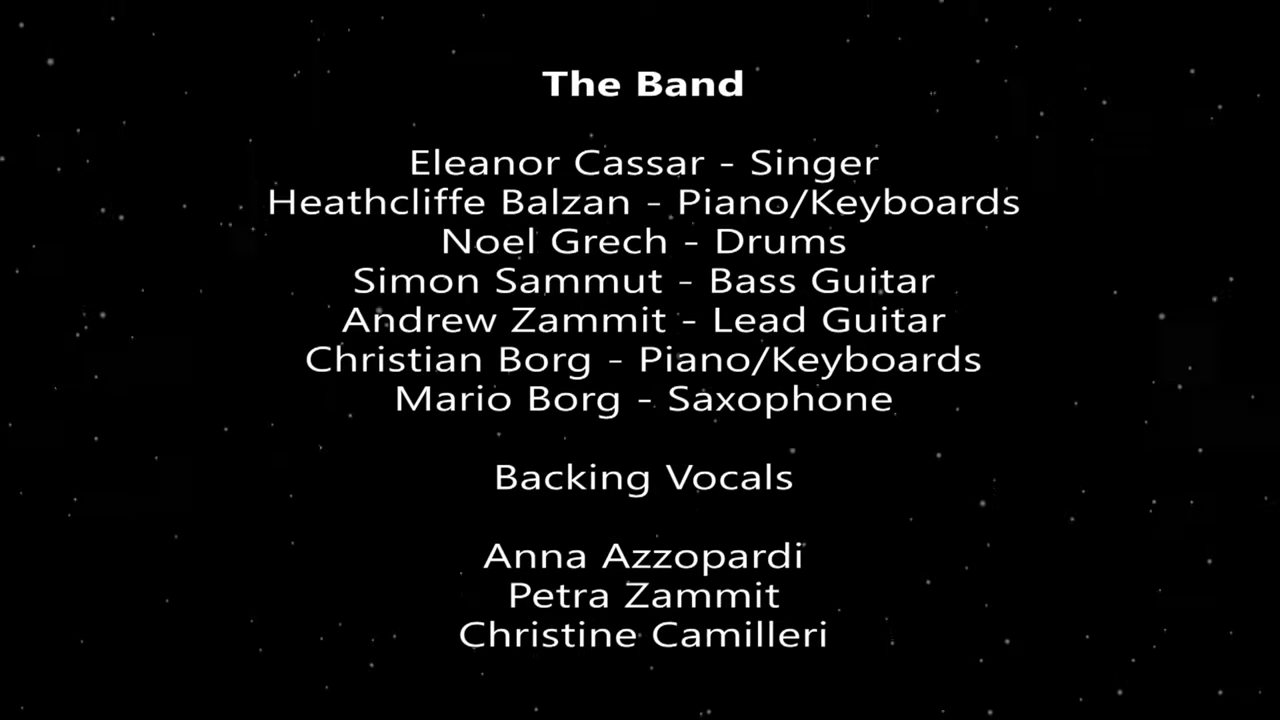 The Band
Eleanor Cassar - Singer
Heathcliffe Balzan - Piano/Keyboards
Noel Grech - Drums
Simon Sammut - Bass Guitar
Andrew Zammit - Lead Guitar
Christian Borg - Piano/Keyboards
Mario Borg - Saxophone
Backing Vocals
Anna Azzopardi
Petra Zammit
Christine Camilleri